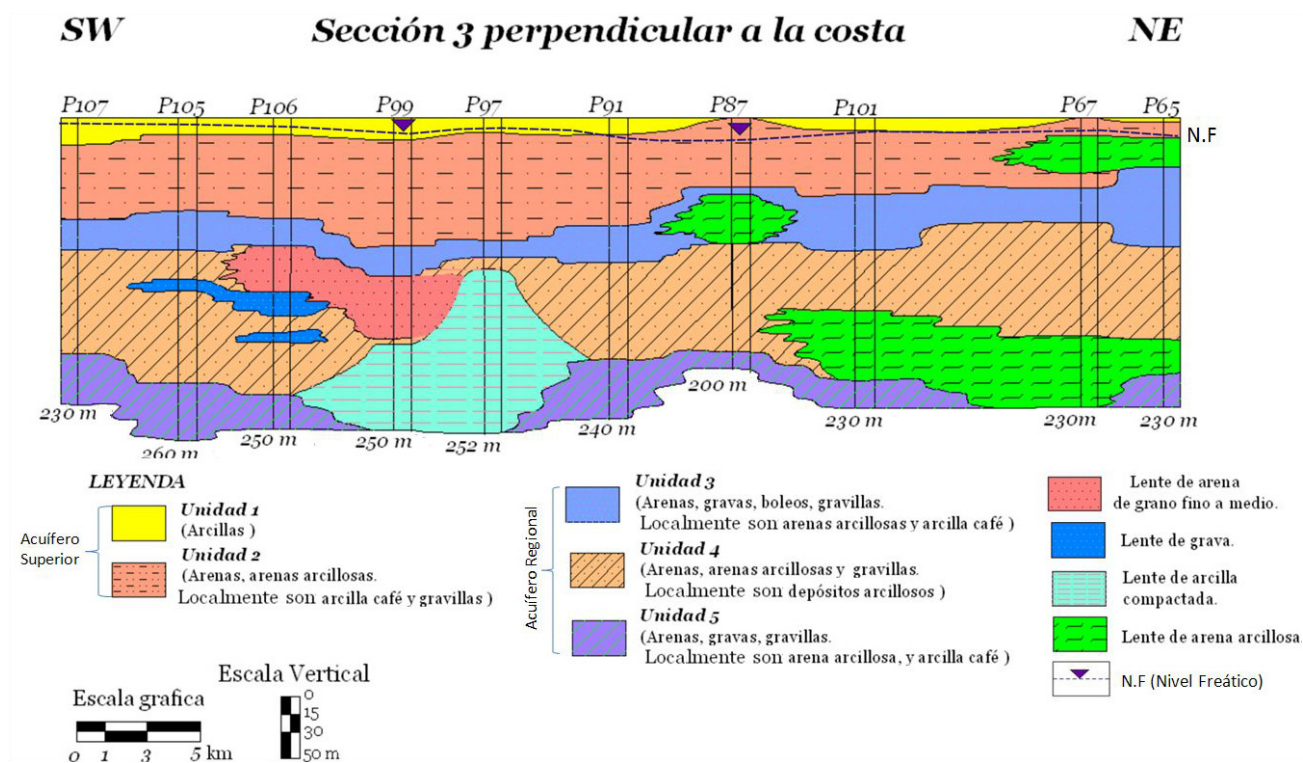 SW Sección 3 perpendicular a la costa NE
P107 P105 P106 P99 P97 P91 P87 P101 P67 P65
N.F
200 m
230 m 260 m 250 m 250 m 252 m 240 m 230 m 230m 230 m
LEYENDA
Acuífero
Superior
Unidad 1
(Arcillas )
Unidad 2
(Arenas, arenas arcillosas.
Localmente son arcilla café y gravillas )
Acuífero Regional
Unidad 3
(Arenas, gravas, boleos, gravillas.
Localmente son arenas arcillosas y arcilla café )
Unidad 4
(Arenas, arenas arcillosas y gravillas.
Localmente son depósitos arcillosos )
Unidad 5
(Arenas, gravas, gravillas.
Localmente son arena arcillosa, y arcilla café )
Lente de arena
de grano fino a medio.
Lente de grava.
Lente de arcilla
compactada.
Lente de arena arcillosa.
N.F (Nivel Freático)
Escala grafica
0 1 3 5 km
Escala Vertical
0
15
30
50 m